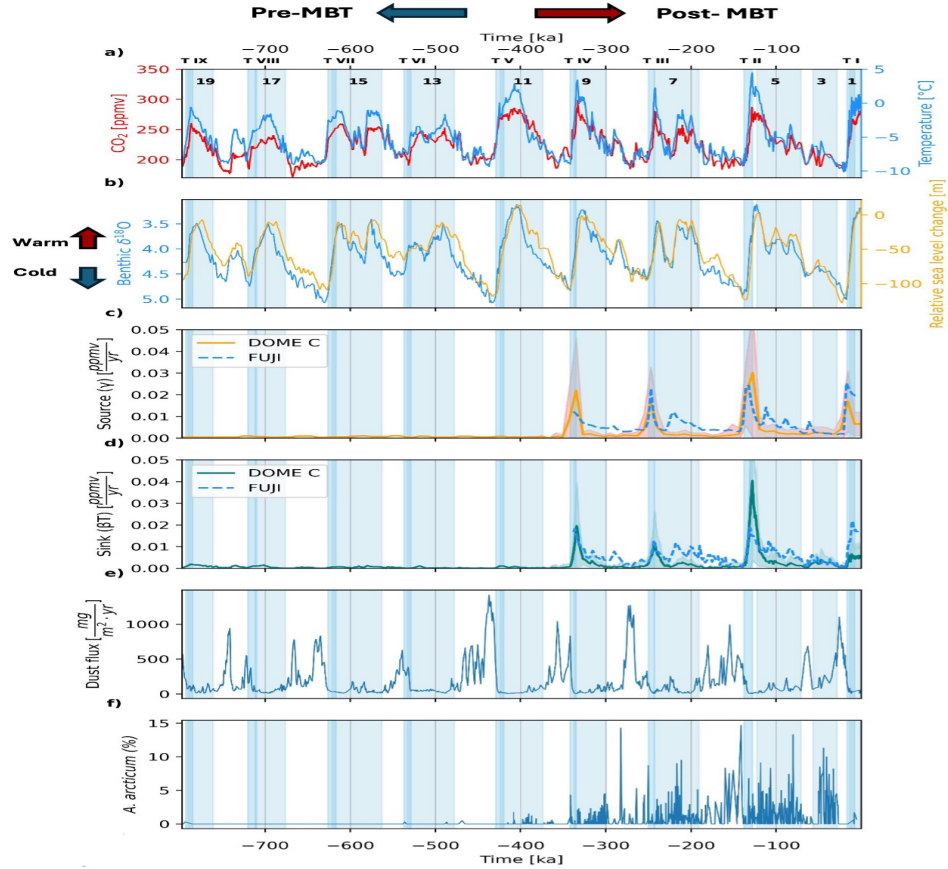 Pre-MBT Post- MBT
Time [ka]
−700 −600 −500 −400 −300 −200 −100
a)
T IX T VIII T VII T VI T V T IV T III T II T I
19 17 15 13 11 9 7 5 3 1
350
300
250
200
CO₂ [ppmv]
5
0
−5
−10
Temperature [°C]
b)
Warm
Cold
3.5
4.0
4.5
5.0
Benthic δ¹⁸O
0
−50
−100
Relative sea level change [m]
c)
0.05
0.04
0.03
0.02
0.01
0.00
Source (γ) [ppmv/yr]
DOME C
FUJI
d)
0.05
0.04
0.03
0.02
0.01
0.00
Sink (βT) [ppmv/yr]
DOME C
FUJI
e)
1000
500
0
Dust flux [mg/m²·yr]
f)
15
10
5
0
A. arcticum (%)
−700 −600 −500 −400 −300 −200 −100
Time [ka]